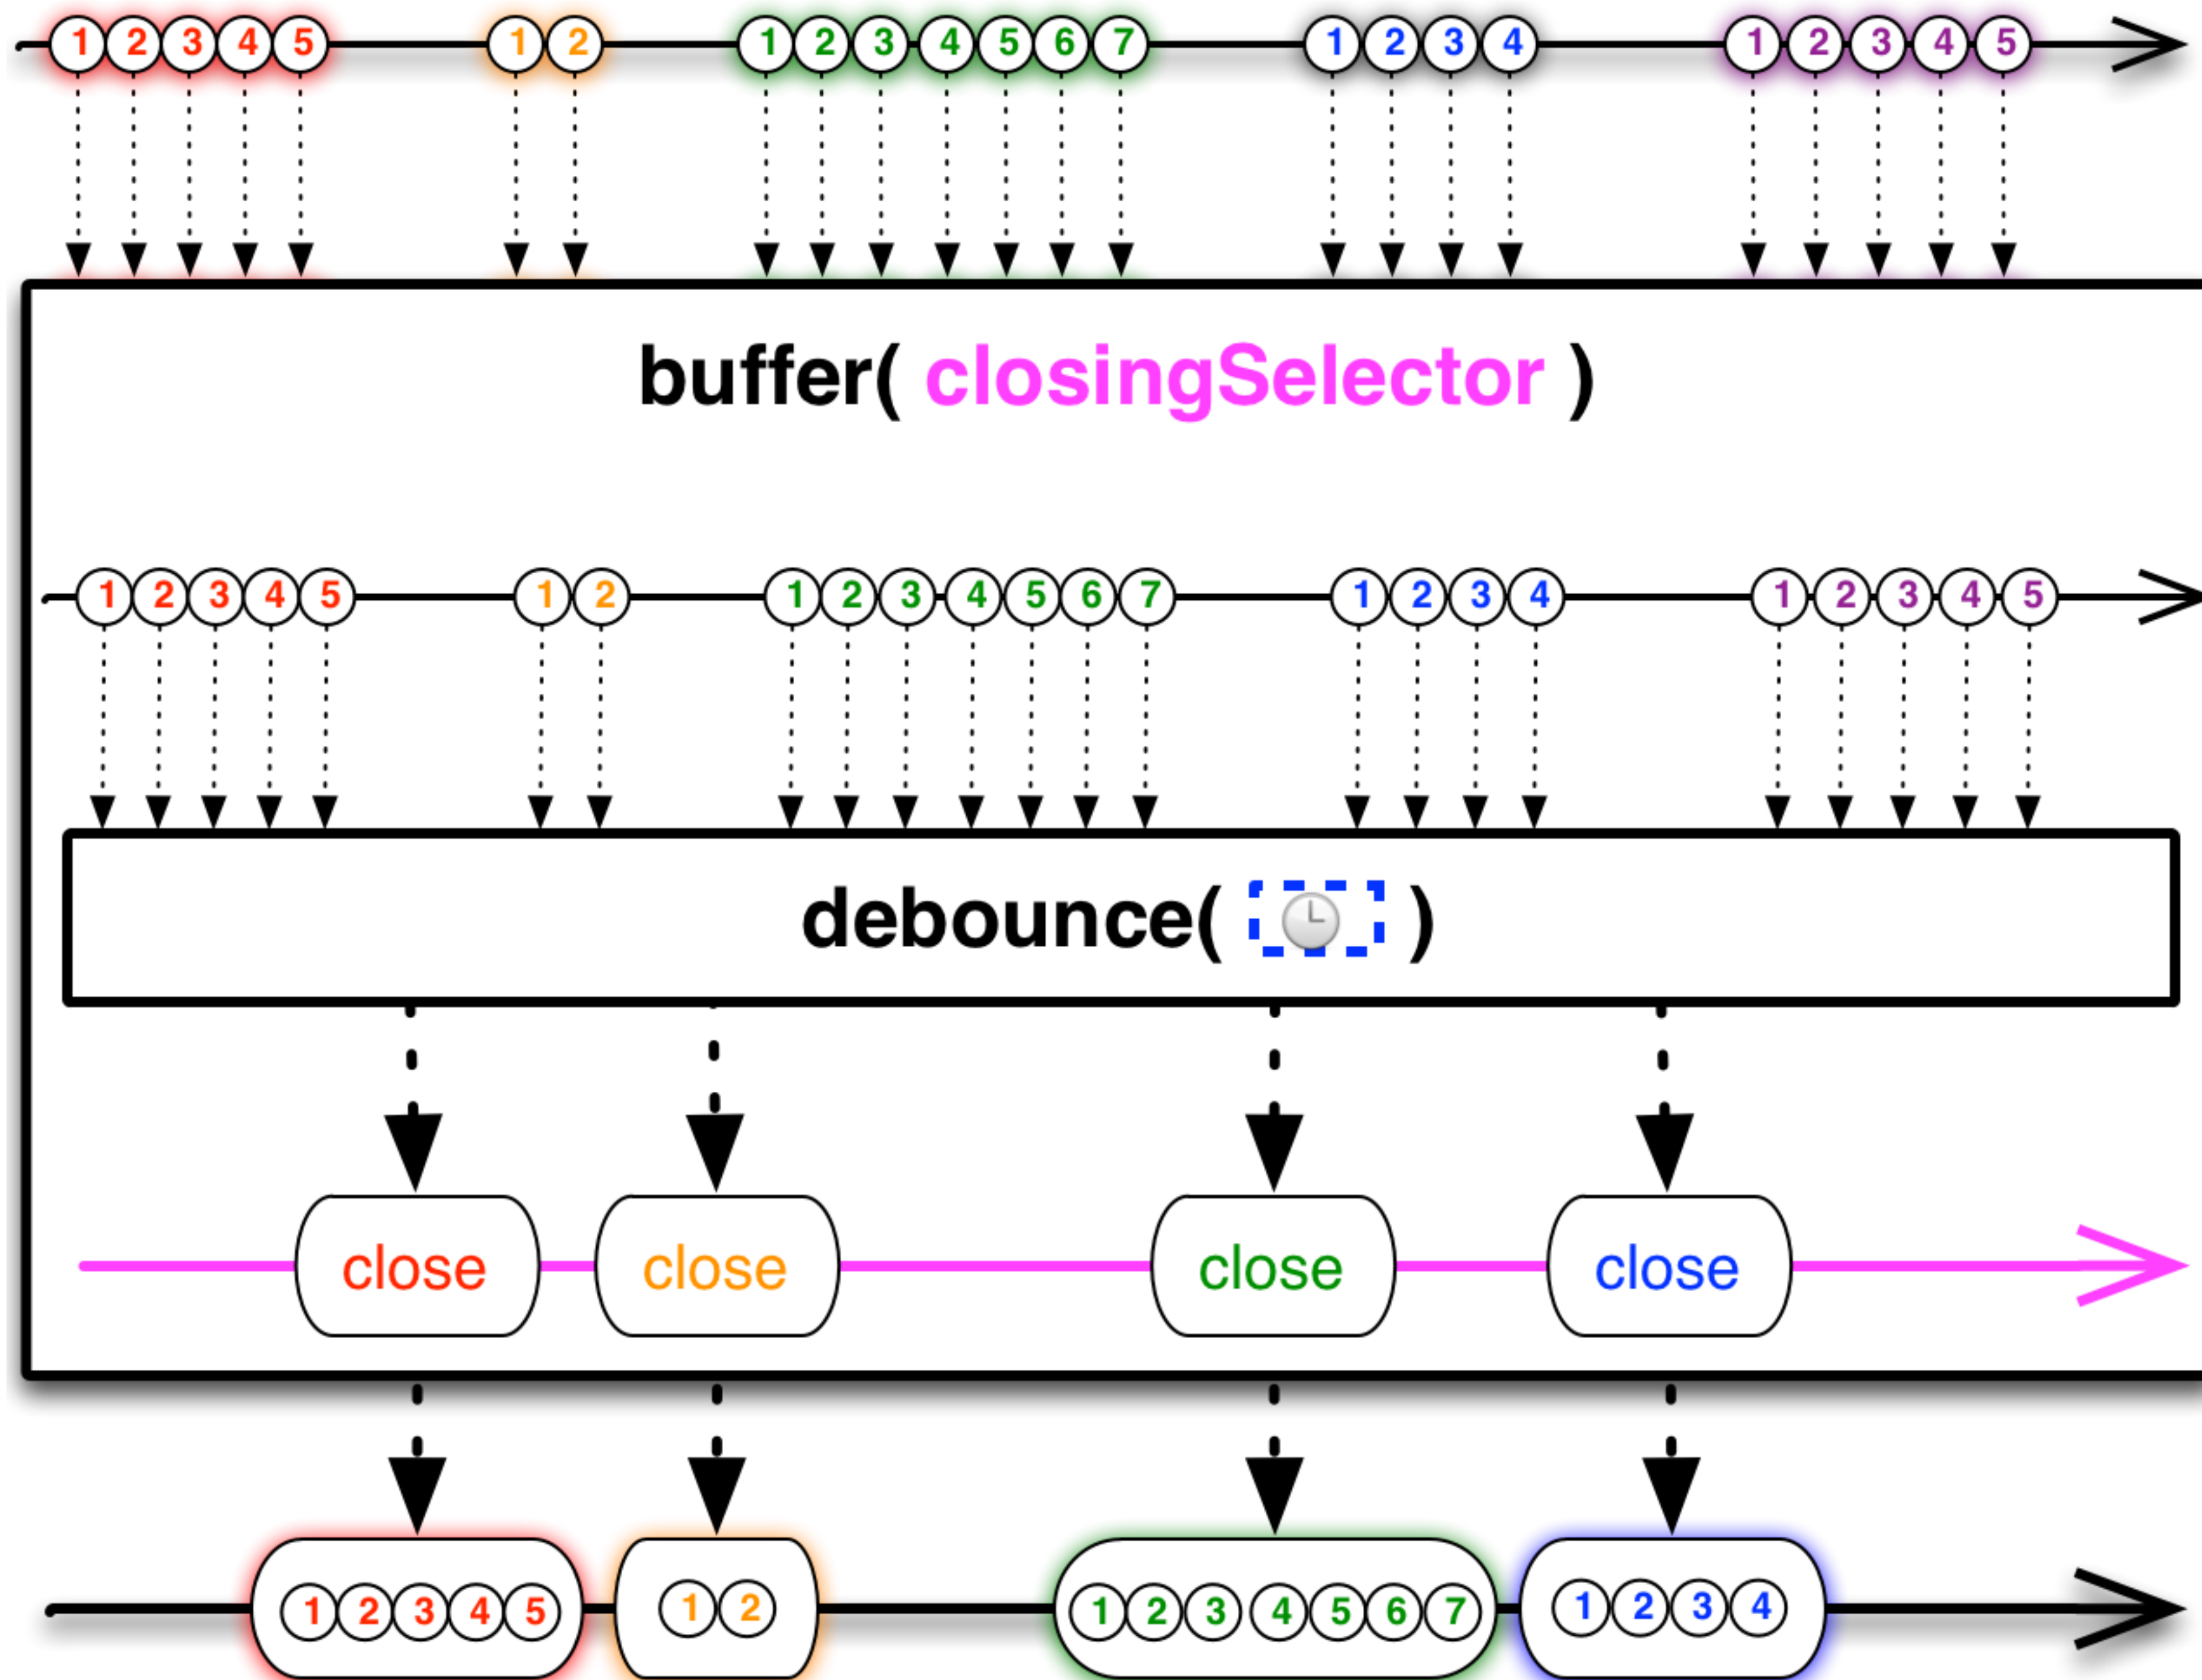 1 2 3 4 5 1 2 1 2 3 4 5 6 7 1 2 3 4 1 2 3 4 5
buffer( closingSelector )
1 2 3 4 5 1 2 1 2 3 4 5 6 7 1 2 3 4 1 2 3 4 5
debounce( )
close close close close
1 2 3 4 5 1 2 1 2 3 4 5 6 7 1 2 3 4